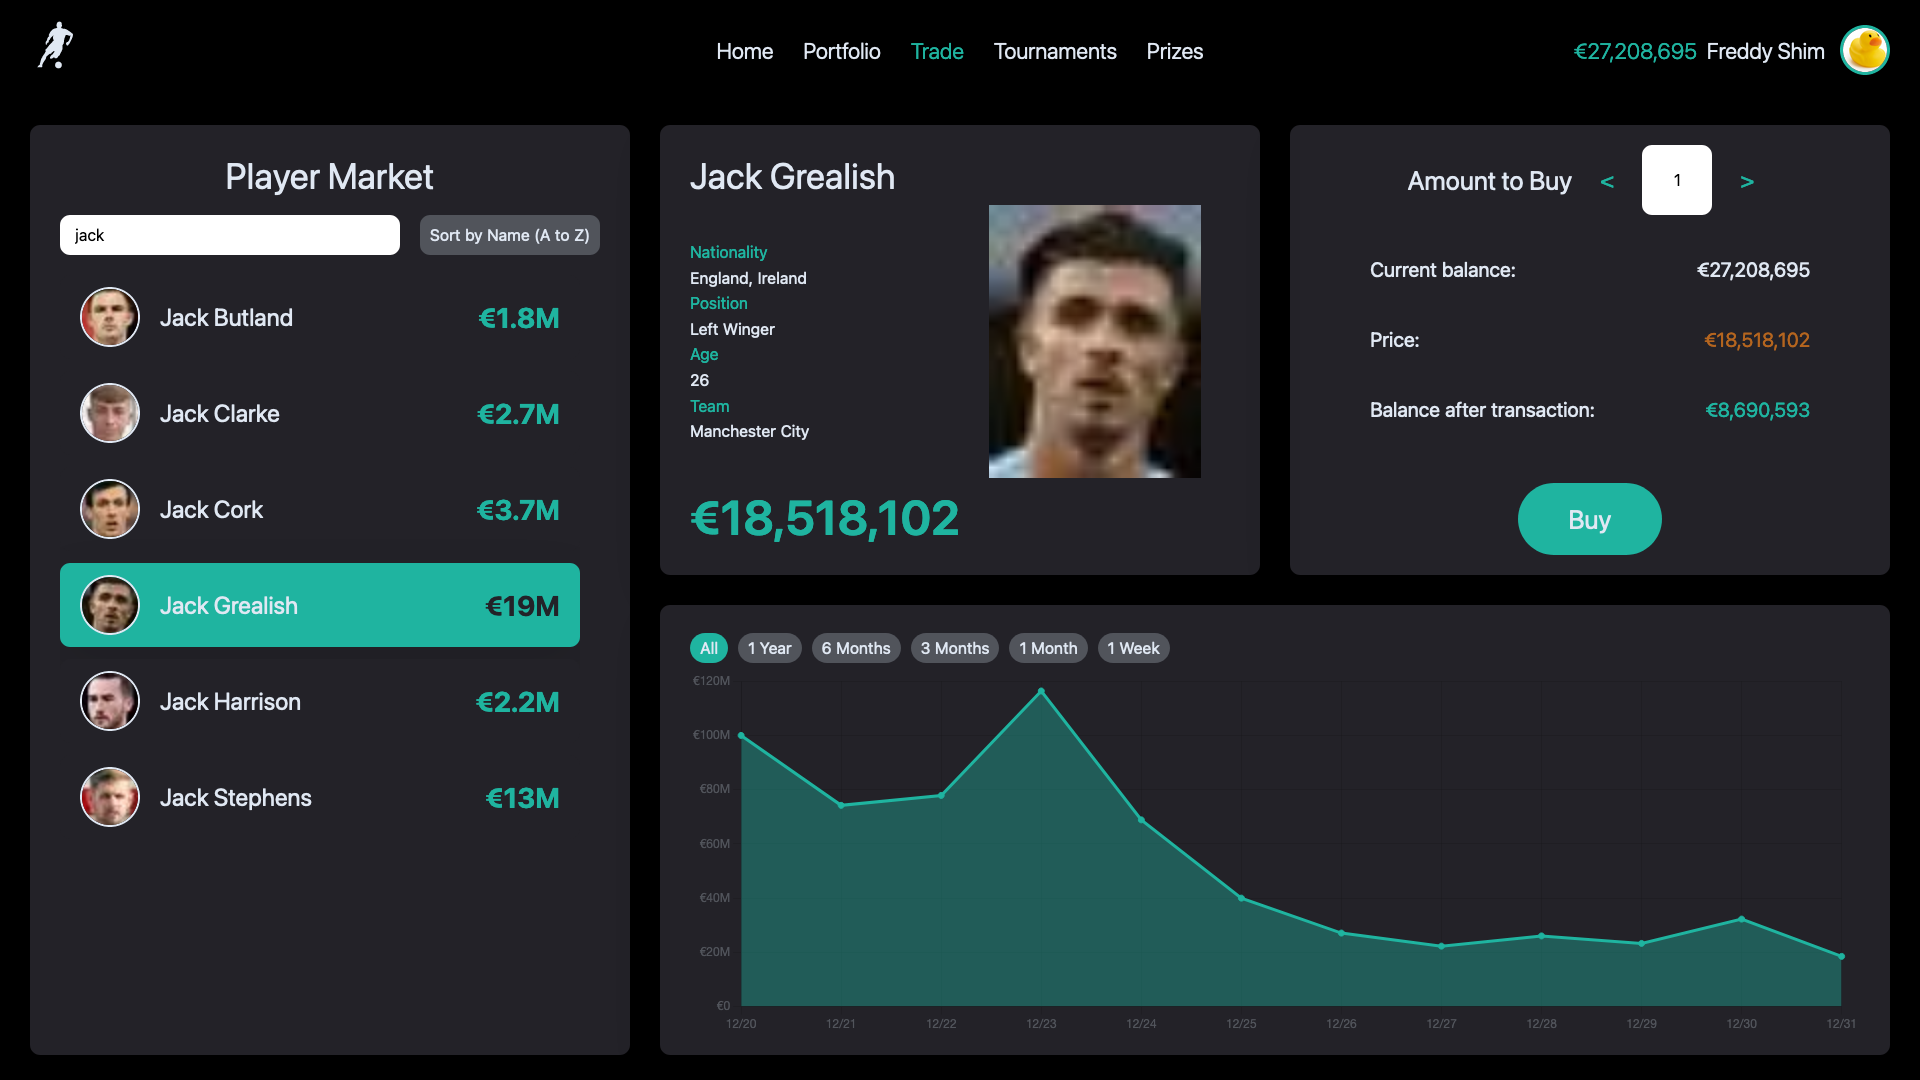 Home Portfolio Trade Tournaments Prizes
€27,208,695 Freddy Shim
Player Market
jack
Sort by Name (A to Z)
Jack Butland €1.8M
Jack Clarke €2.7M
Jack Cork €3.7M
Jack Grealish €19M
Jack Harrison €2.2M
Jack Stephens €13M
Jack Grealish
Nationality
England, Ireland
Position
Left Winger
Age
26
Team
Manchester City
€18,518,102
Amount to Buy < 1 >
Current balance: €27,208,695
Price: €18,518,102
Balance after transaction: €8,690,593
Buy
All 1 Year 6 Months 3 Months 1 Month 1 Week
€120M
€100M
€80M
€60M
€40M
€20M
€0
12/20 12/21 12/22 12/23 12/24 12/25 12/26 12/27 12/28 12/29 12/30 12/31